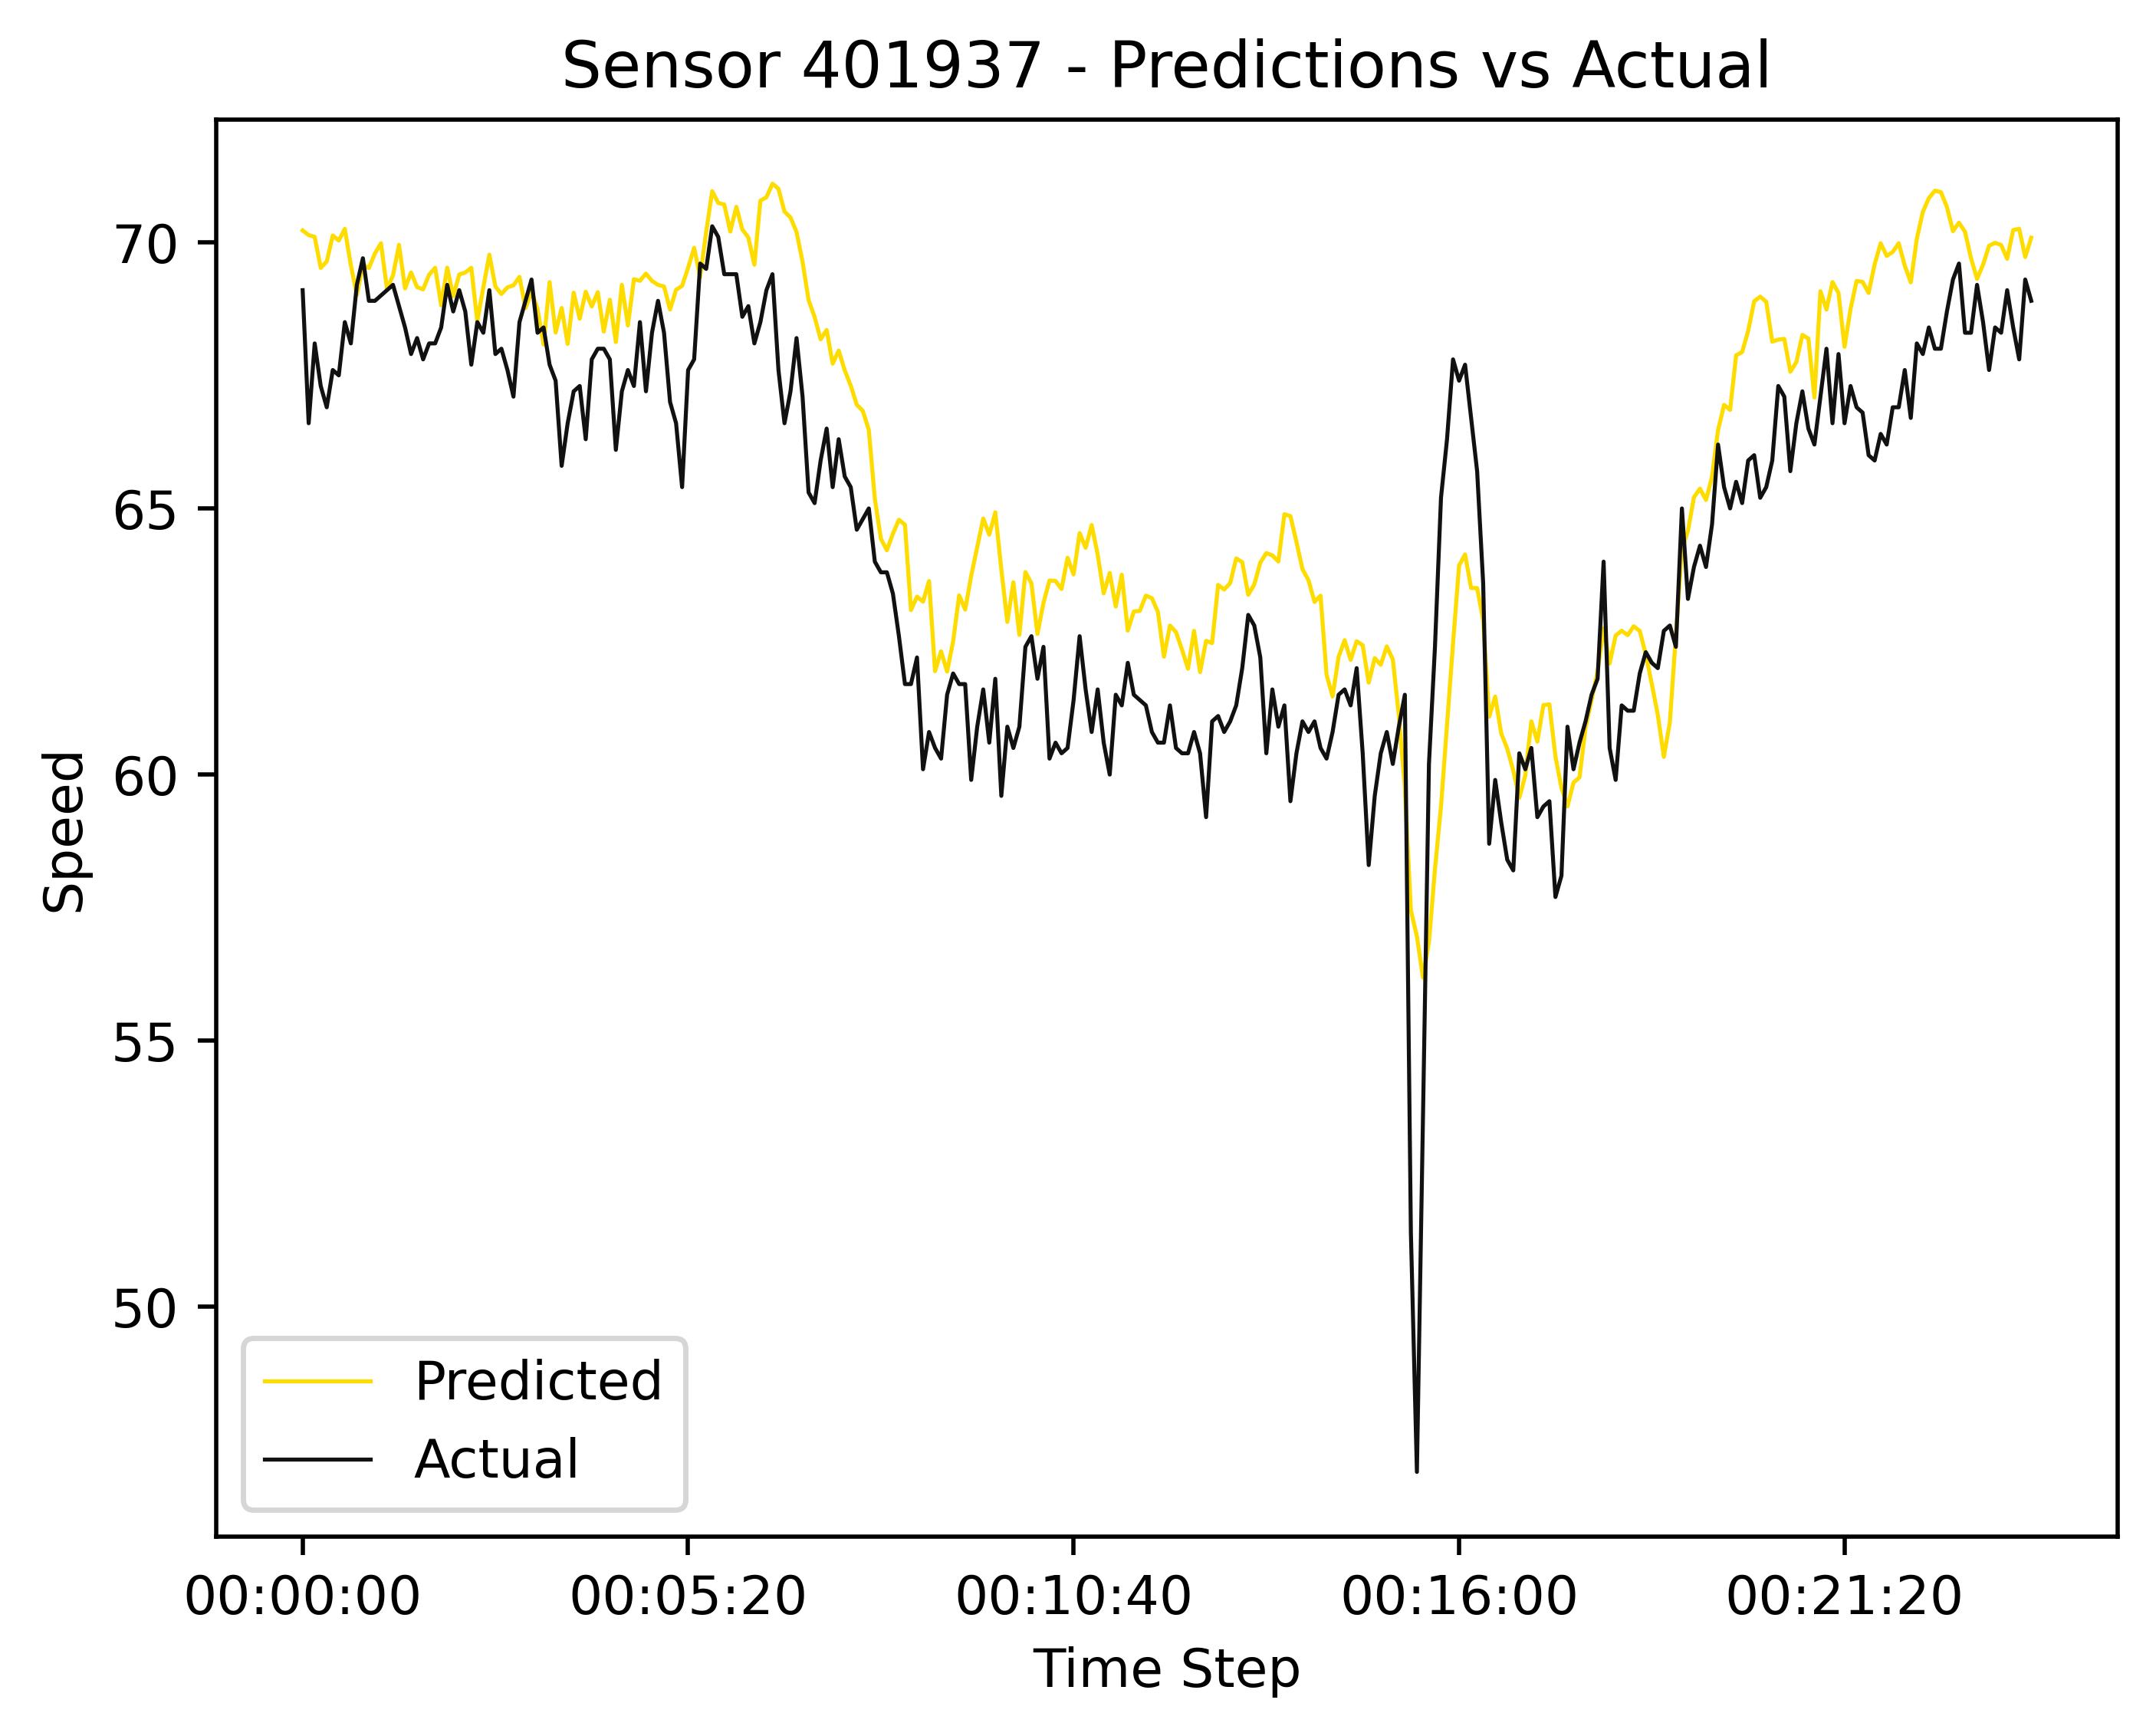 Sensor 401937 - Predictions vs Actual
70
65
60
55
50
Speed
Predicted
Actual
00:00:00 00:05:20 00:10:40 00:16:00 00:21:20
Time Step